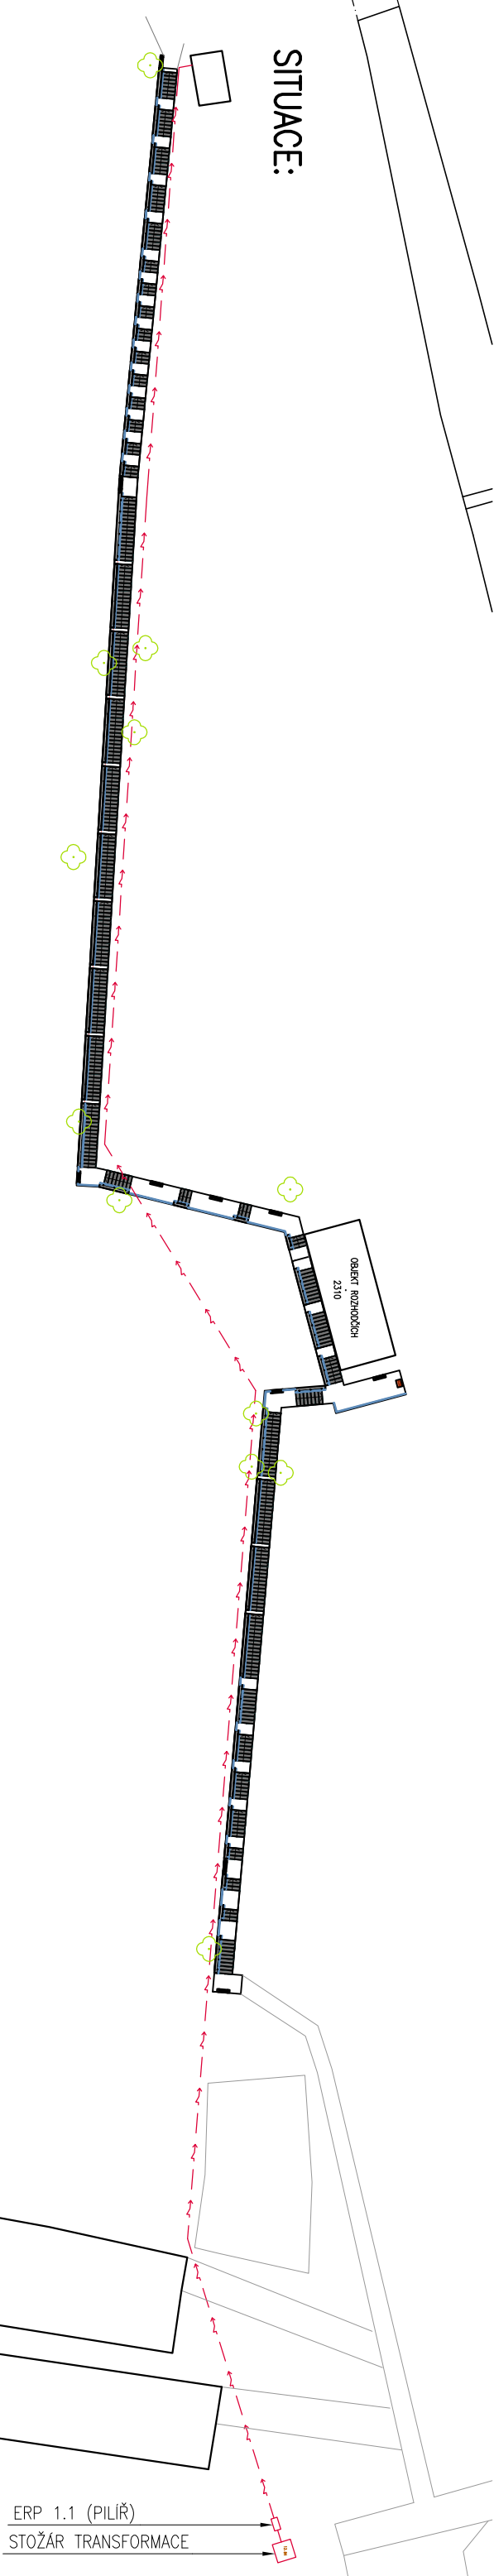 SITUACE:
OBJEKT ROZHODČÍCH
2310
ERP 1.1 (PILÍŘ)
STOŽÁR TRANSFORMACE